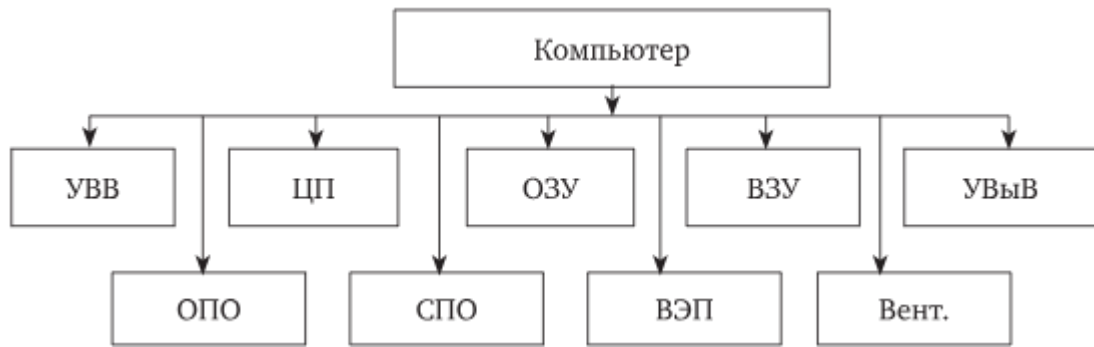 Компьютер
УВВ
ЦП
ОЗУ
ВЗУ
УВыВ
ОПО
СПО
ВЭП
Вент.